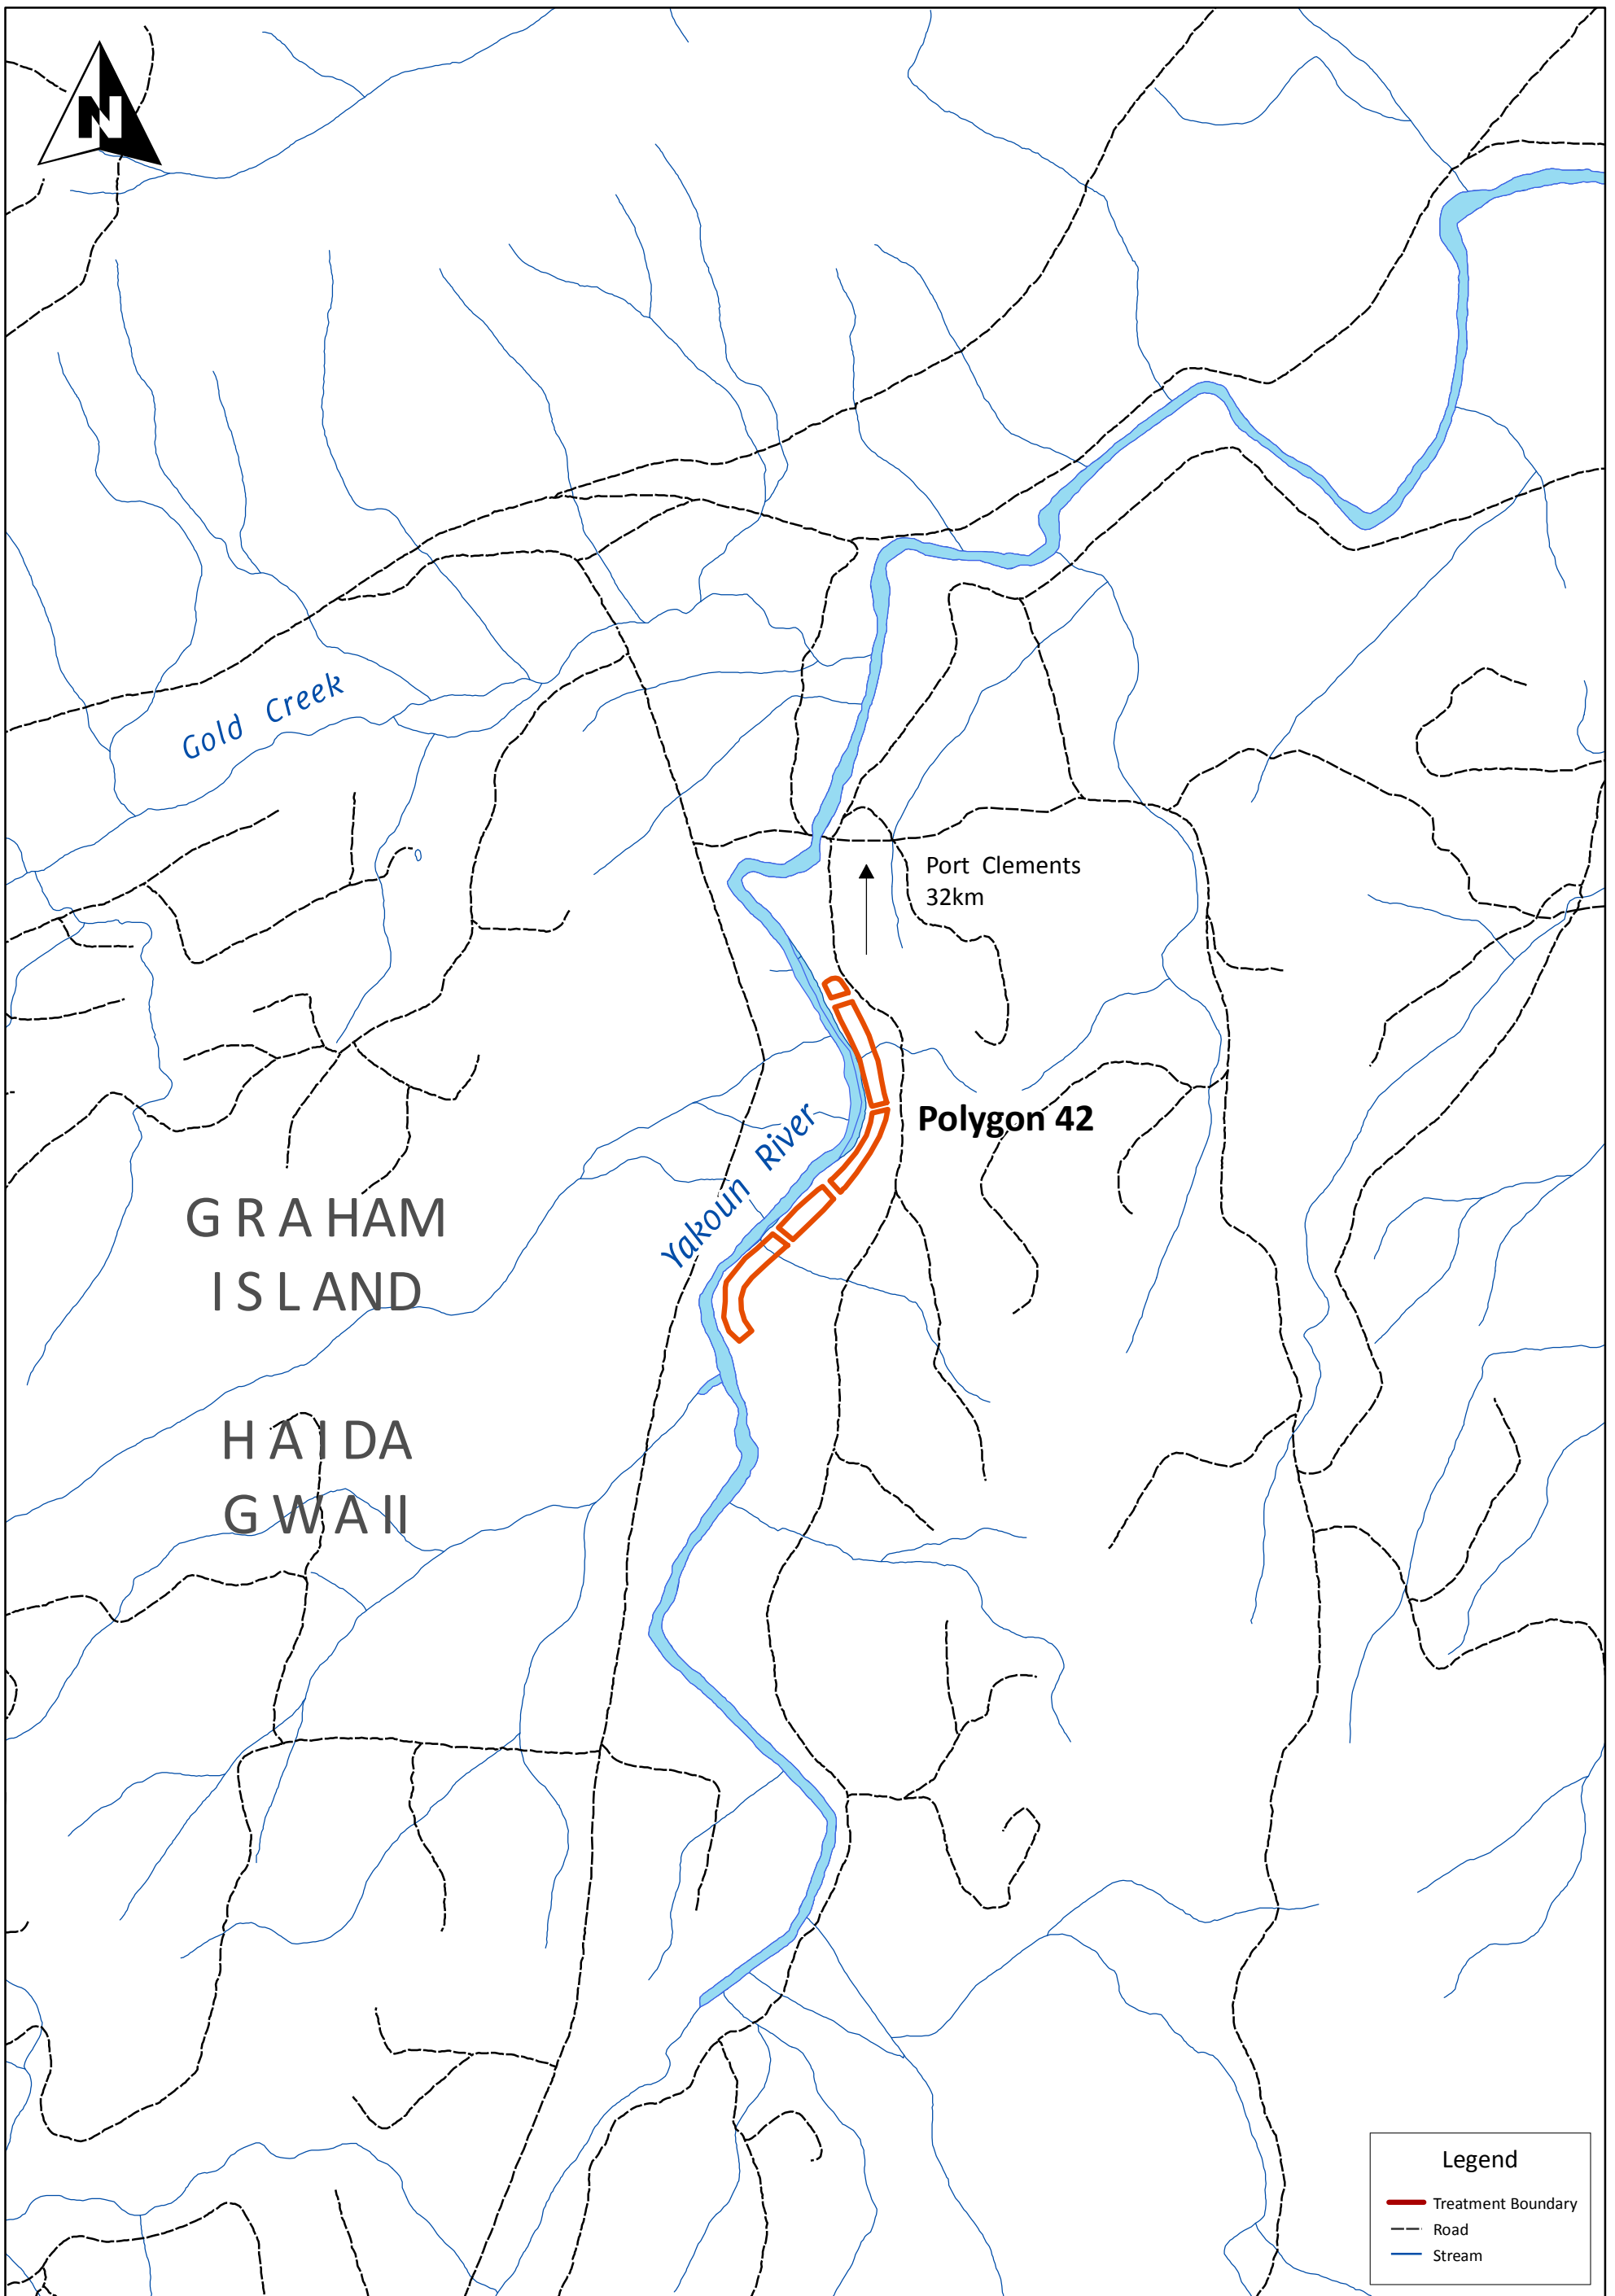 N
Gold Creek
Port Clements
32km
Polygon 42
Yakoun River
GRAHAM
ISLAND
HAIDA
GWAII
Legend
Treatment Boundary
Road
Stream